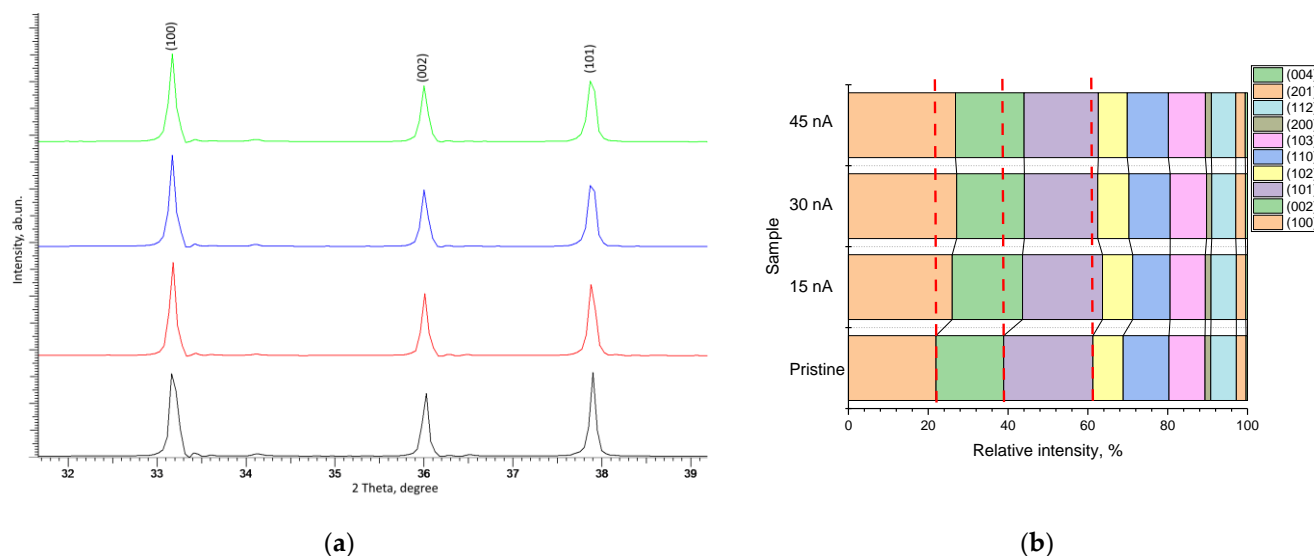 (100)
(002)
(101)
Intensity, ab.un.
32 33 34 35 36 37 38 39
2 Theta, degree
(a)
45 nA
30 nA
15 nA
Pristine
Sample
0 20 40 60 80 100
Relative intensity, %
(004)
(201)
(112)
(200)
(103)
(110)
(102)
(101)
(002)
(100)
(b)